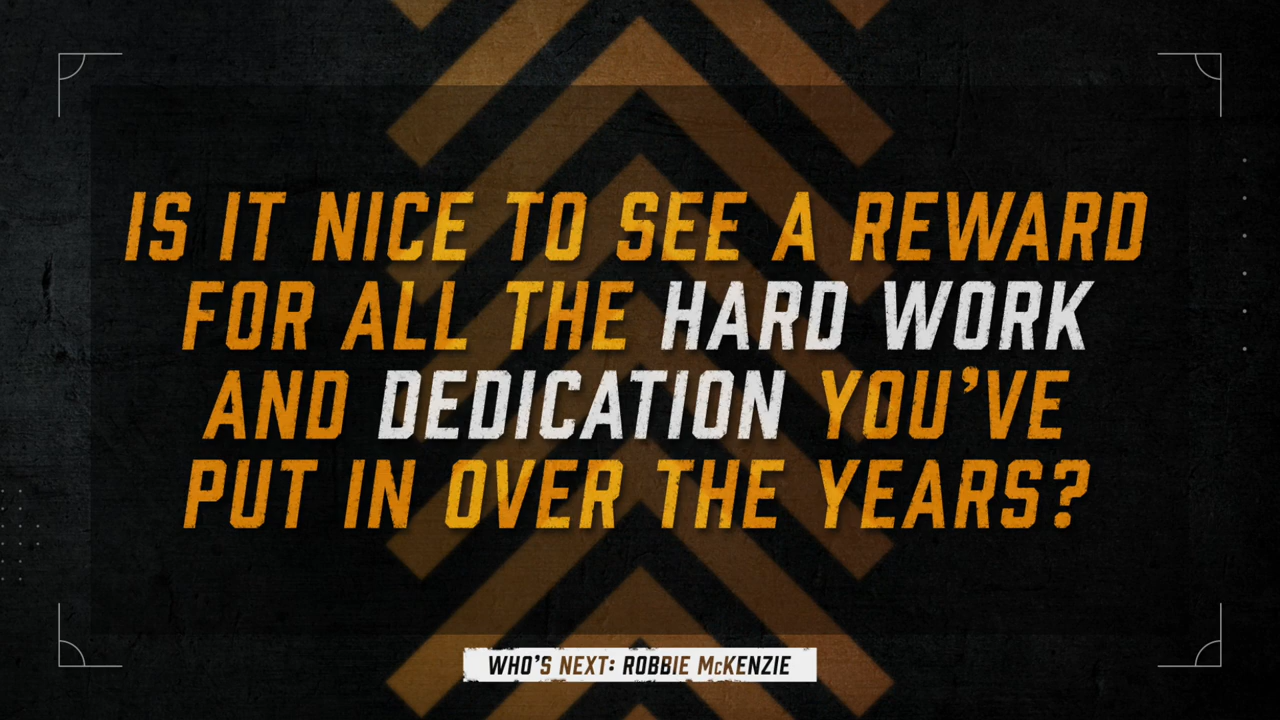 IS IT NICE TO SEE A REWARD
FOR ALL THE HARD WORK
AND DEDICATION YOU'VE
PUT IN OVER THE YEARS?
WHO'S NEXT: ROBBIE McKENZIE